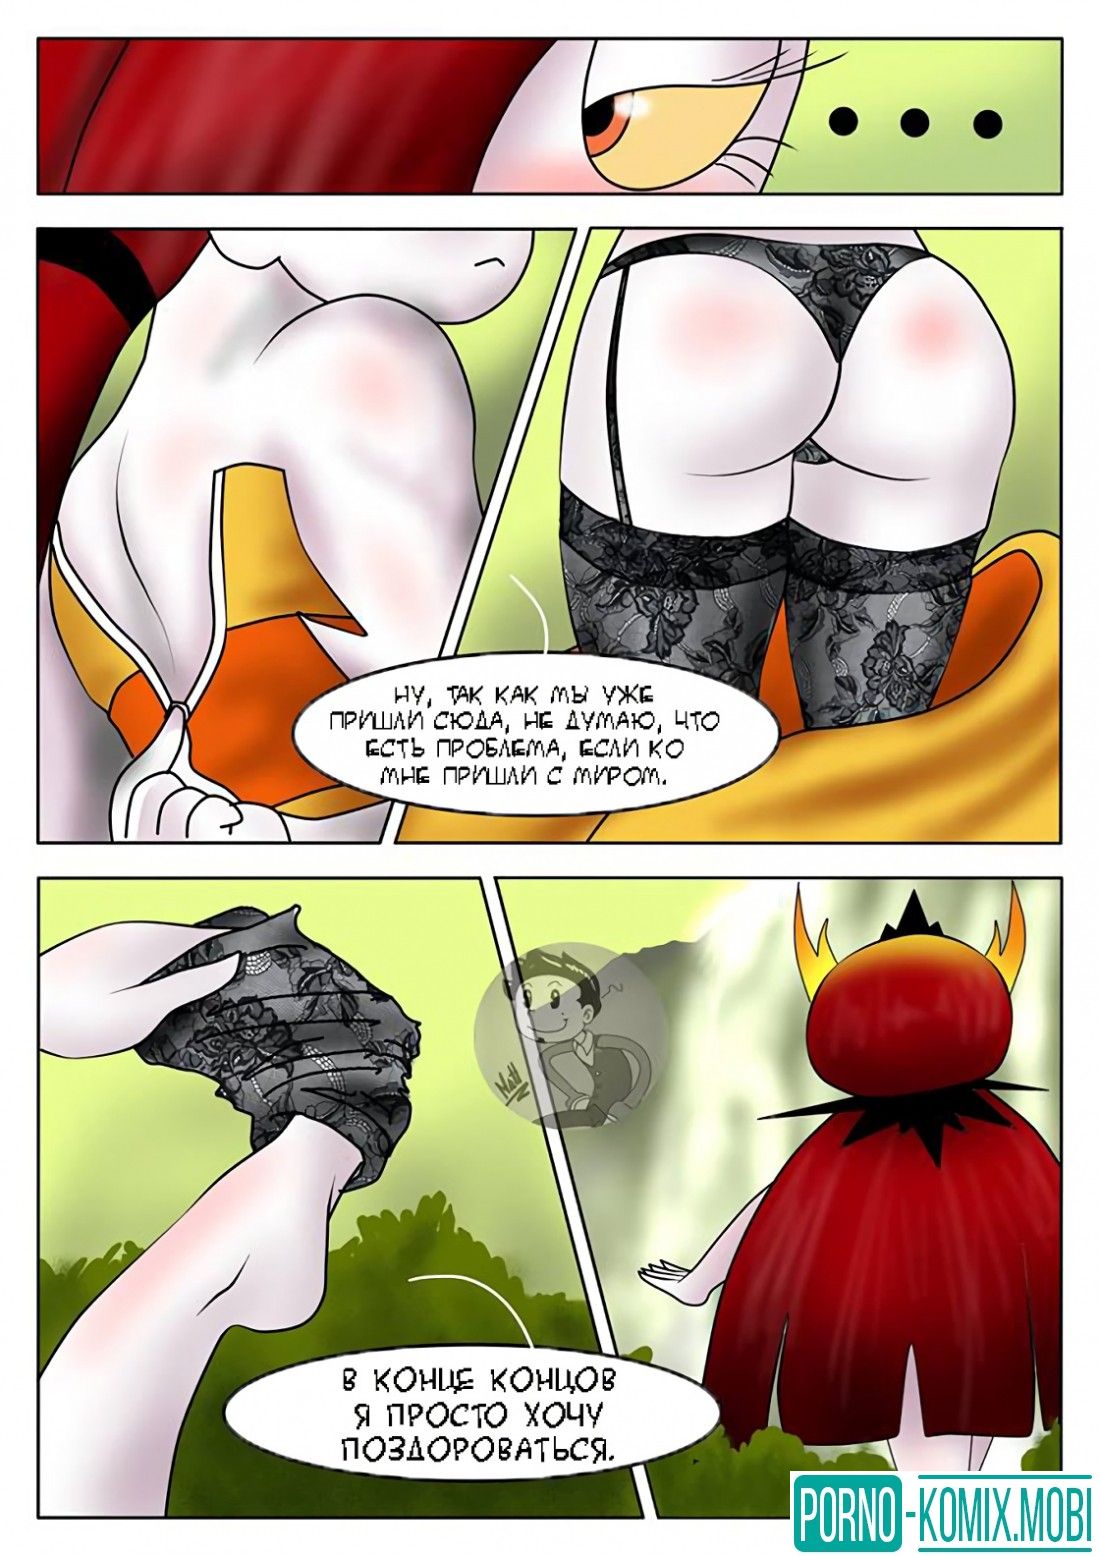 • • •
НУ, ТАК КАК МЫ УЖЕ
ПРИШЛИ СЮДА, НЕ ДУМАЮ, ЧТО
ЕСТЬ ПРОБЛЕМА, ЕСЛИ КО
МНЕ ПРИШЛИ С МИРОМ.
В КОНЦЕ КОНЦОВ
Я ПРОСТО ХОЧУ
ПОЗДОРОВАТЬСЯ.
PORNO-KOMIX.MOBI